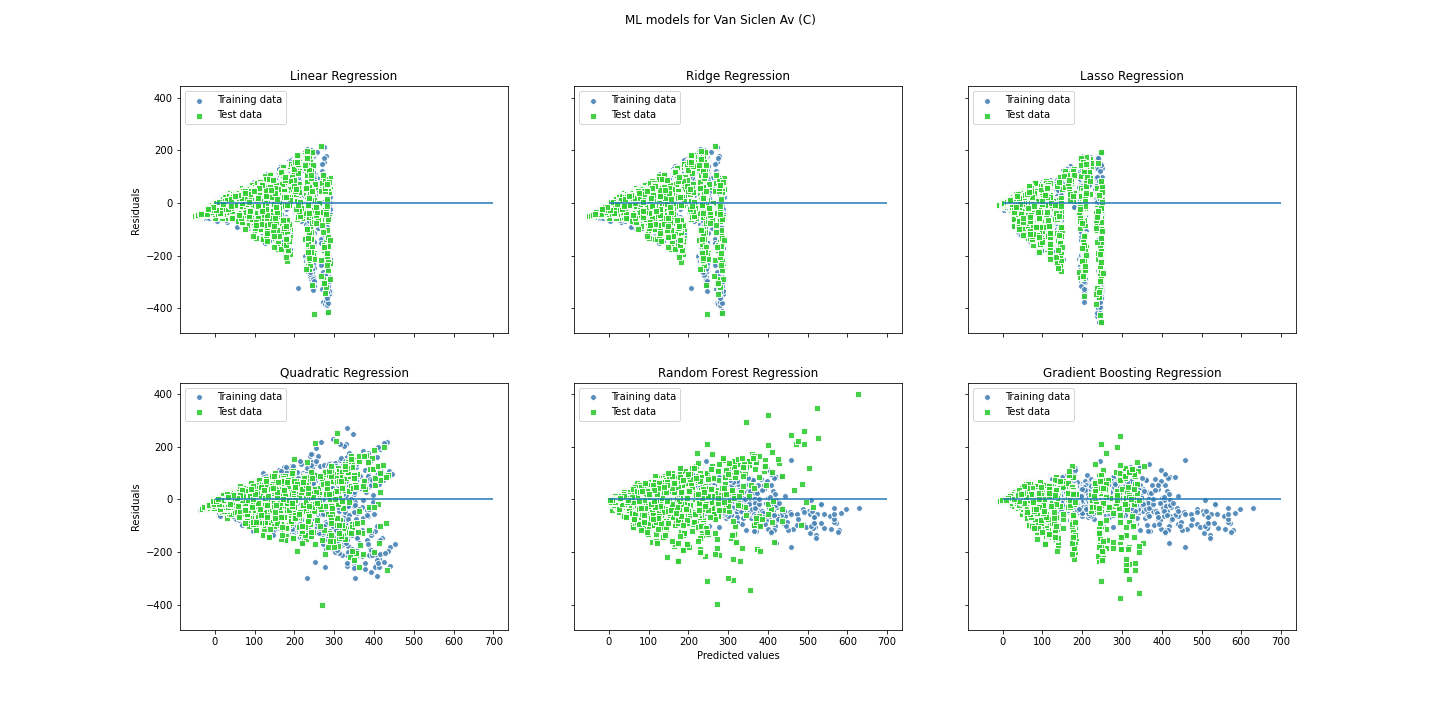 ML models for Van Siclen Av (C)
Linear Regression
Ridge Regression
Lasso Regression
Training data
Test data
Training data
Test data
Training data
Test data
400
200
0
−200
−400
Residuals
Quadratic Regression
Random Forest Regression
Gradient Boosting Regression
Training data
Test data
Training data
Test data
Training data
Test data
400
200
0
−200
−400
Residuals
0 100 200 300 400 500 600 700
0 100 200 300 400 500 600 700
0 100 200 300 400 500 600 700
Predicted values